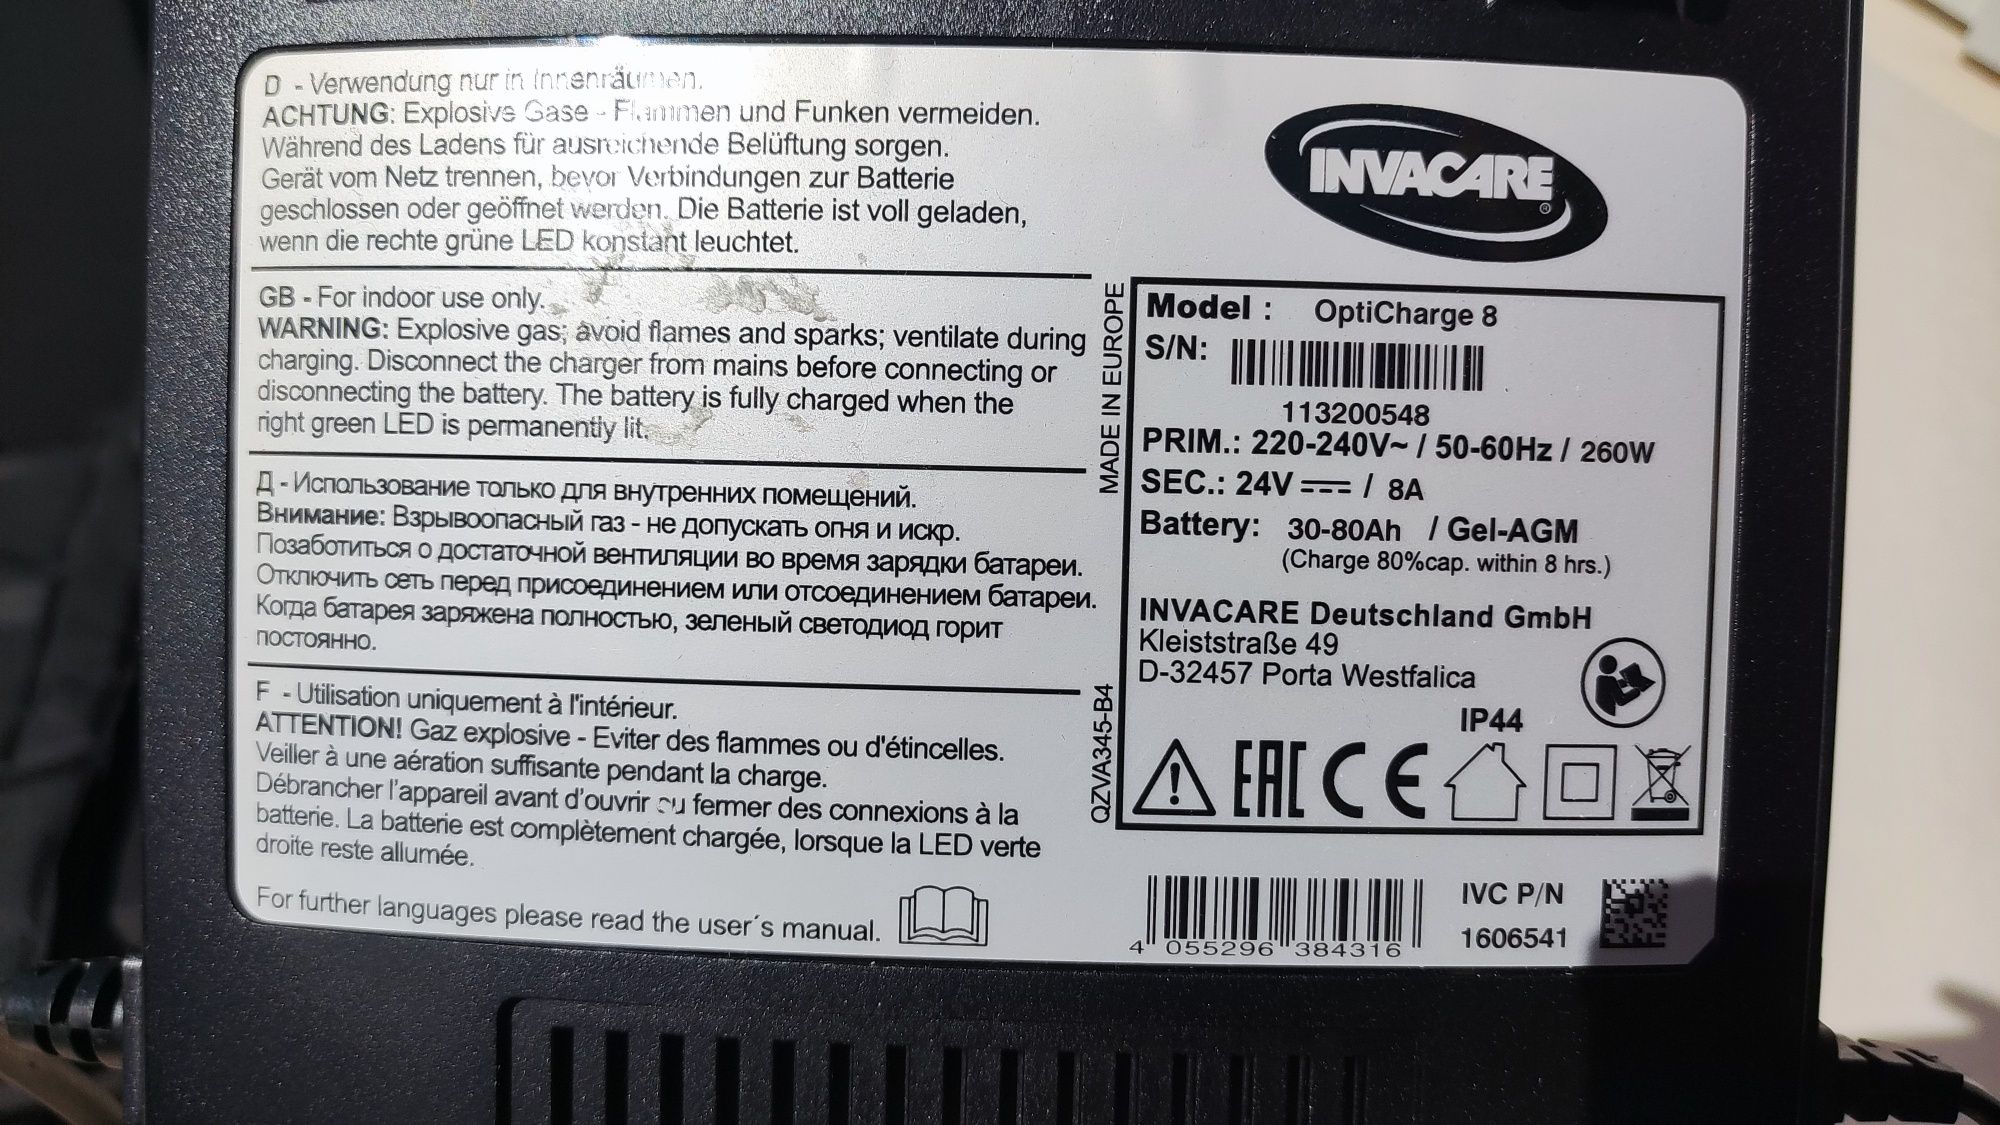 D - Verwendung nur in Innenräumen.
ACHTUNG: Explosive Gase - Flammen und Funken vermeiden.
Während des Ladens für ausreichende Belüftung sorgen.
Gerät vom Netz trennen, bevor Verbindungen zur Batterie
geschlossen oder geöffnet werden. Die Batterie ist voll geladen,
wenn die rechte grüne LED konstant leuchtet.
GB - For indoor use only.
WARNING: Explosive gas; avoid flames and sparks; ventilate during
charging. Disconnect the charger from mains before connecting or
disconnecting the battery. The battery is fully charged when the
right green LED is permanently lit.
Д - Использование только для внутренних помещений.
Внимание: Взрывоопасный газ - не допускать огня и искр.
Позаботиться о достаточной вентиляции во время зарядки батареи.
Отключить сеть перед присоединением или отсоединением батареи.
Когда батарея заряжена полностью, зеленый светодиод горит
постоянно.
F - Utilisation uniquement à l'intérieur.
ATTENTION! Gaz explosive - Eviter des flammes ou d'étincelles.
Veiller à une aération suffisante pendant la charge.
Débrancher l'appareil avant d'ouvrir ou fermer des connexions à la
batterie. La batterie est complètement chargée, lorsque la LED verte
droite reste allumée.
For further languages please read the user´s manual.
MADE IN EUROPE
QZVA345-B4
INVACARE ®
Model : OptiCharge 8
S/N:
113200548
PRIM.: 220-240V~ / 50-60Hz / 260W
SEC.: 24V ⎓ / 8A
Battery: 30-80Ah / Gel-AGM
(Charge 80%cap. within 8 hrs.)
INVACARE Deutschland GmbH
Kleiststraße 49
D-32457 Porta Westfalica
IP44
EAC CE
4 055296 384316
IVC P/N
1606541